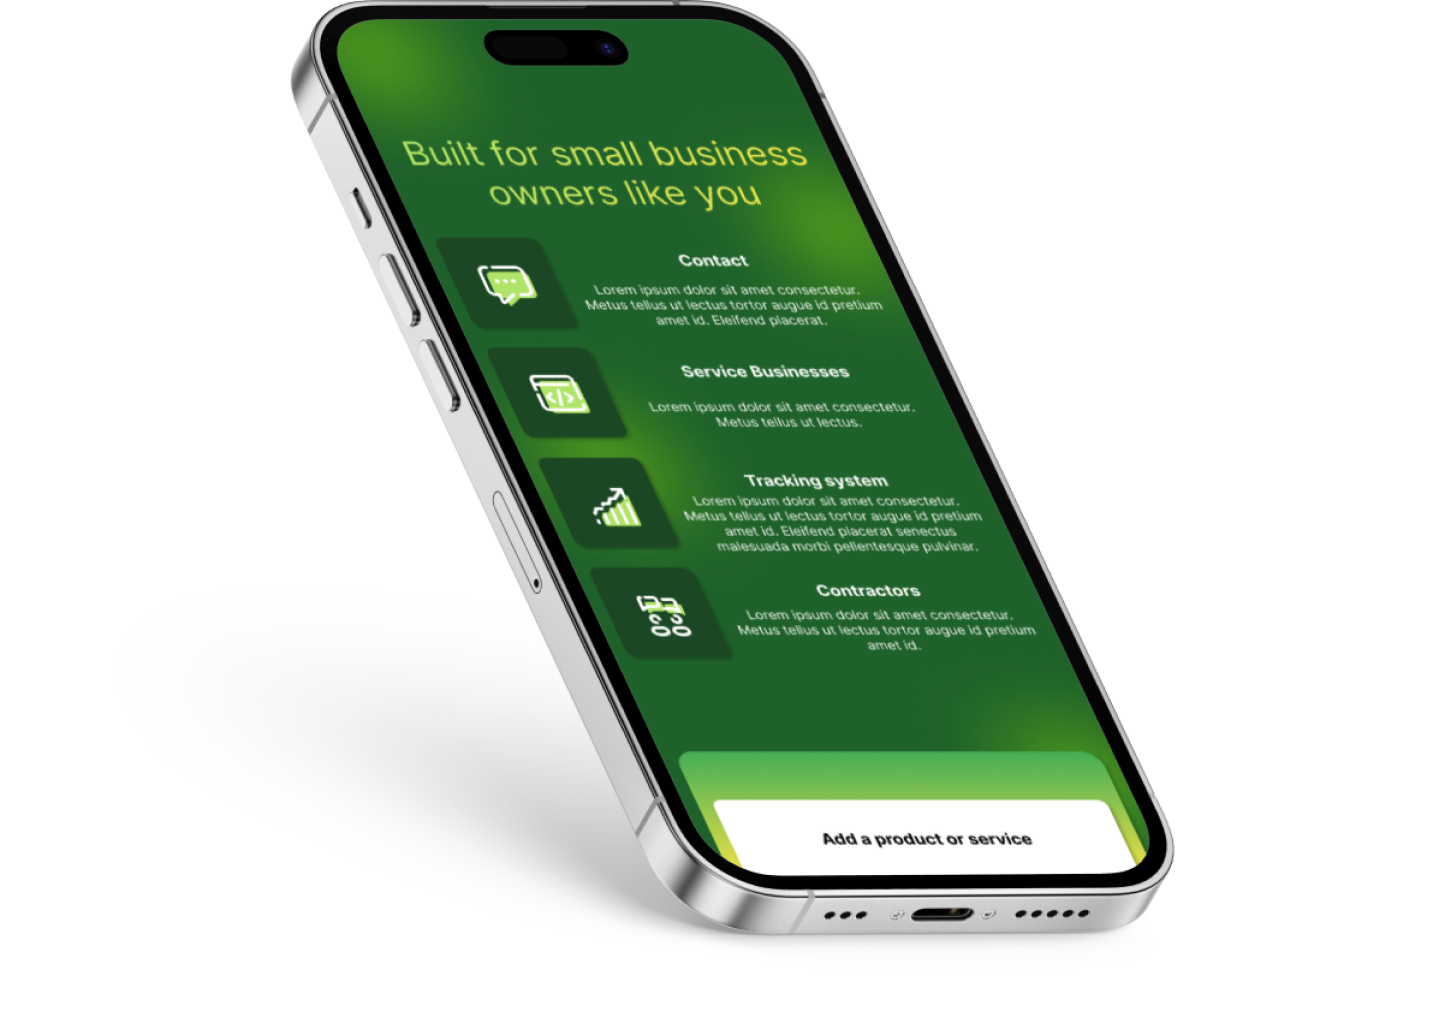 Built for small business
owners like you
Contact
Lorem ipsum dolor sit amet consectetur.
Metus tellus ut lectus tortor augue id pretium
amet id. Eleifend placerat.
Service Businesses
Lorem ipsum dolor sit amet consectetur.
Metus tellus ut lectus.
Tracking system
Lorem ipsum dolor sit amet consectetur.
Metus tellus ut lectus tortor augue id pretium
amet id. Eleifend placerat senectus
malesuada morbi pellentesque pulvinar.
Contractors
Lorem ipsum dolor sit amet consectetur.
Metus tellus ut lectus tortor augue id pretium
amet id.
Add a product or service